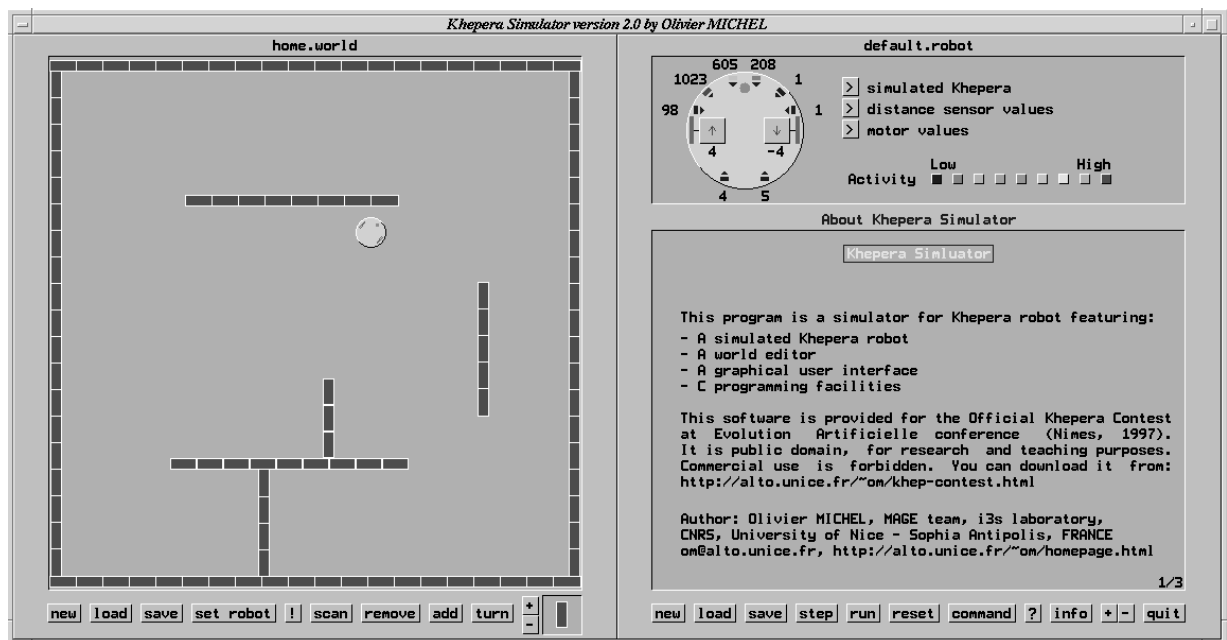 Khepera Simulator version 2.0 by Olivier MICHEL
home.world
new load save set robot ! scan remove add turn + -
default.robot
605 208
1023 1
98 1
4 -4
4 5
> simulated Khepera
> distance sensor values
> motor values
Low High
Activity
About Khepera Simulator
Khepera Simluator
This program is a simulator for Khepera robot featuring:
- A simulated Khepera robot
- A world editor
- A graphical user interface
- C programming facilities
This software is provided for the Official Khepera Contest
at Evolution Artificielle conference (Nimes, 1997).
It is public domain, for research and teaching purposes.
Commercial use is forbidden. You can download it from:
http://alto.unice.fr/~om/khep-contest.html
Author: Olivier MICHEL, MAGE team, i3s laboratory,
CNRS, University of Nice - Sophia Antipolis, FRANCE
om@alto.unice.fr, http://alto.unice.fr/~om/homepage.html
1/3
new load save step run reset command ? info + - quit